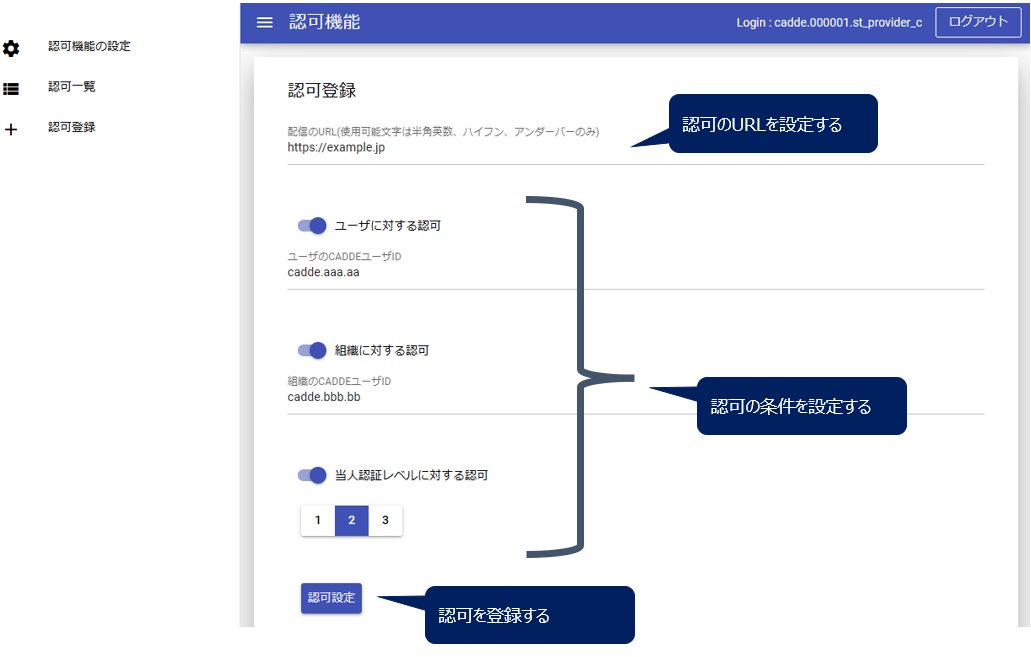 認可機能
Login : cadde.000001.st_provider_c
ログアウト
認可機能の設定
認可一覧
認可登録
認可登録
配信のURL(使用可能文字は半角英数、ハイフン、アンダーバーのみ)
https://example.jp
認可のURLを設定する
ユーザに対する認可
ユーザのCADDEユーザID
cadde.aaa.aa
組織に対する認可
組織のCADDEユーザID
cadde.bbb.bb
認可の条件を設定する
当人認証レベルに対する認可
1 2 3
認可設定
認可を登録する